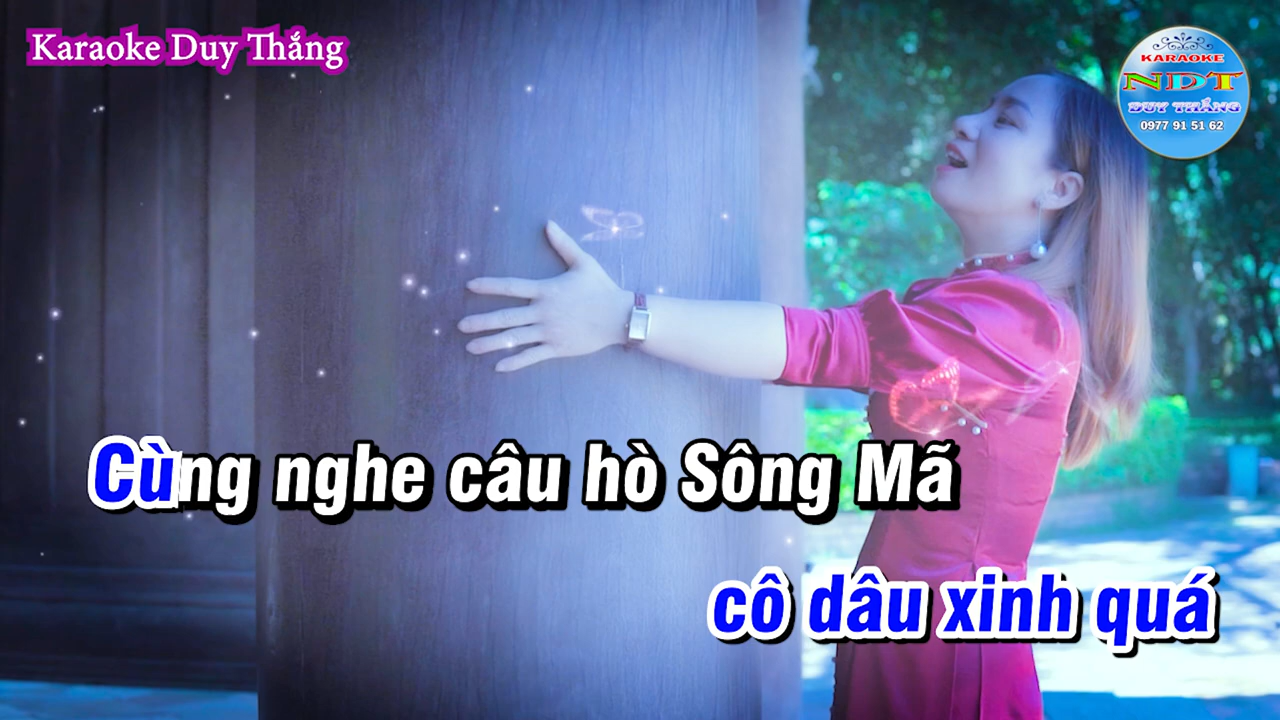 Karaoke Duy Thắng
KARAOKE
NDT
DUY THẮNG
0977 91 51 62
Cùng nghe câu hò Sông Mã
cô dâu xinh quá